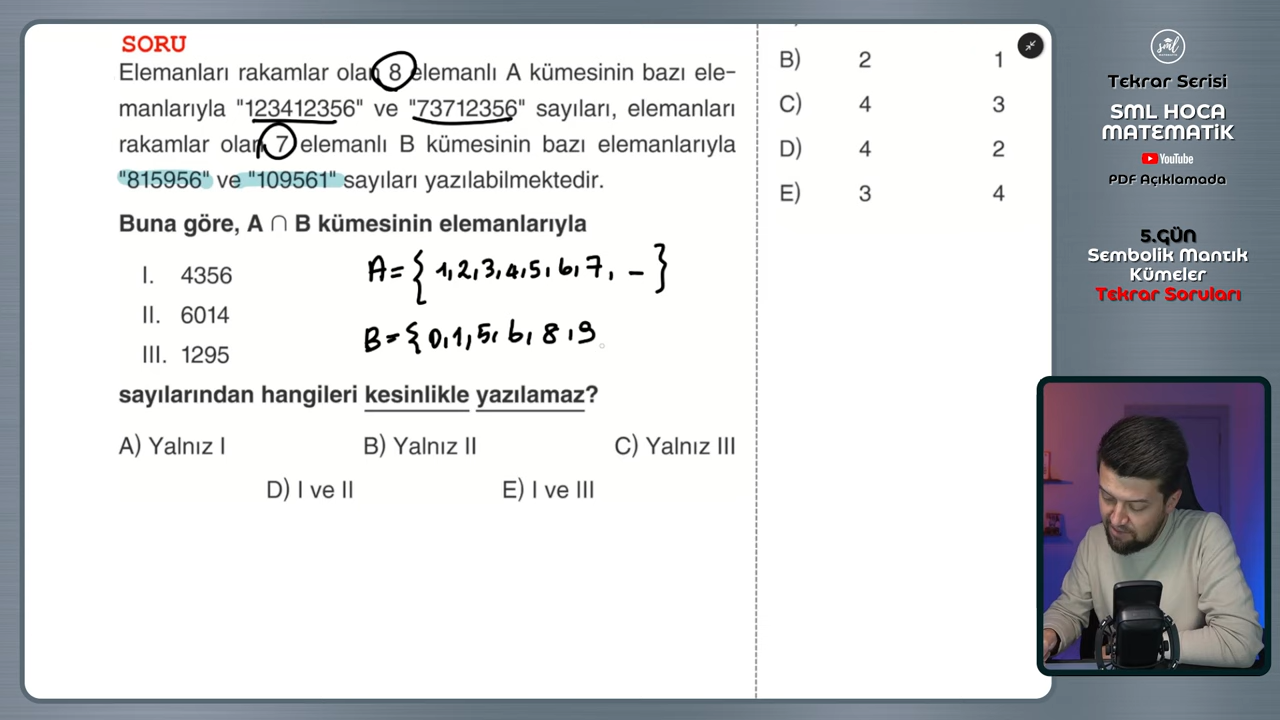 SORU
Elemanları rakamlar olan 8 elemanlı A kümesinin bazı ele-
manlarıyla "123412356" ve "73712356" sayıları, elemanları
rakamlar olan 7 elemanlı B kümesinin bazı elemanlarıyla
"815956" ve "109561" sayıları yazılabilmektedir.
Buna göre, A ∩ B kümesinin elemanlarıyla
I. 4356
II. 6014
III. 1295
A = { 1, 2, 3, 4, 5, 6, 7, _ }
B = { 0, 1, 5, 6, 8, 9
sayılarından hangileri kesinlikle yazılamaz?
A) Yalnız I B) Yalnız II C) Yalnız III
D) I ve II E) I ve III
B) 2 1
C) 4 3
D) 4 2
E) 3 4
sml
Tekrar Serisi
SML HOCA
MATEMATİK
YouTube
PDF Açıklamada
5.GÜN
Sembolik Mantık
Kümeler
Tekrar Soruları